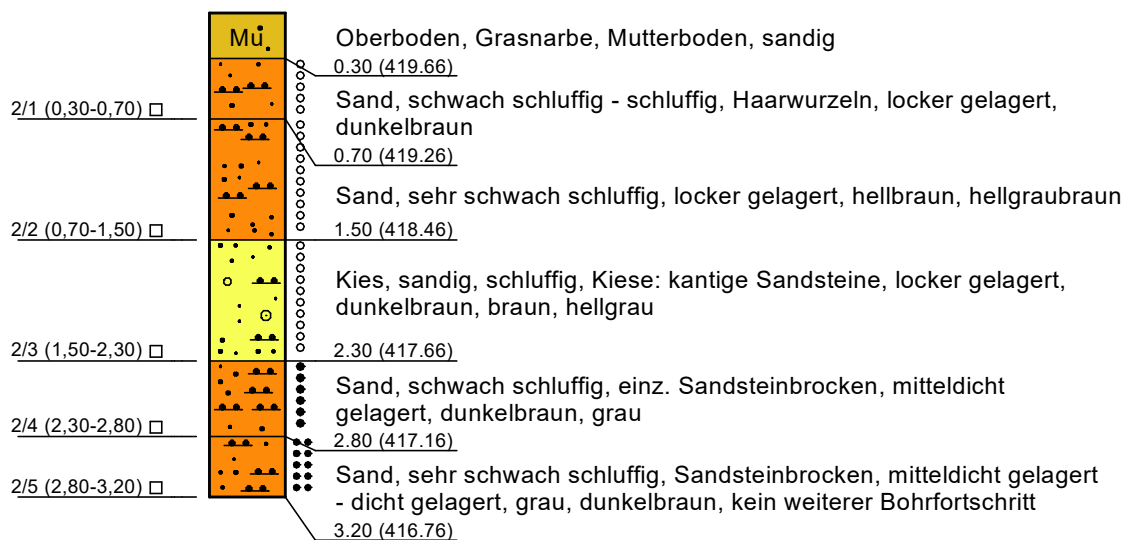 Mu
Oberboden, Grasnarbe, Mutterboden, sandig
0.30 (419.66)
2/1 (0,30-0,70)
Sand, schwach schluffig - schluffig, Haarwurzeln, locker gelagert,
dunkelbraun
0.70 (419.26)
Sand, sehr schwach schluffig, locker gelagert, hellbraun, hellgraubraun
2/2 (0,70-1,50)
1.50 (418.46)
Kies, sandig, schluffig, Kiese: kantige Sandsteine, locker gelagert,
dunkelbraun, braun, hellgrau
2/3 (1,50-2,30)
2.30 (417.66)
Sand, schwach schluffig, einz. Sandsteinbrocken, mitteldicht
gelagert, dunkelbraun, grau
2/4 (2,30-2,80)
2.80 (417.16)
Sand, sehr schwach schluffig, Sandsteinbrocken, mitteldicht gelagert
- dicht gelagert, grau, dunkelbraun, kein weiterer Bohrfortschritt
2/5 (2,80-3,20)
3.20 (416.76)